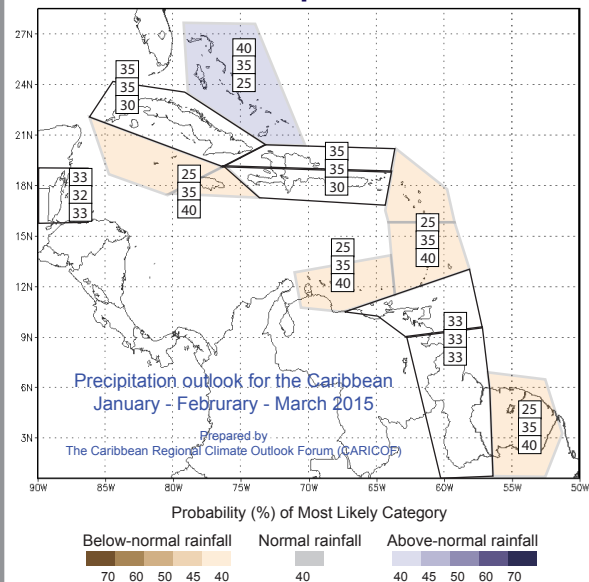 27N
24N
21N
18N
15N
12N
9N
6N
3N
40
35
25
35
35
30
35
35
30
25
35
40
33
32
33
25
35
40
25
35
40
33
33
33
25
35
40
Precipitation outlook for the Caribbean
January - Februrary - March 2015
Prepared by
The Caribbean Regional Climate Outlook Forum (CARICOF)
90W 85W 80W 75W 70W 65W 60W 55W 50W
Probability (%) of Most Likely Category
Below-normal rainfall Normal rainfall Above-normal rainfall
70 60 50 45 40 40 40 45 50 60 70